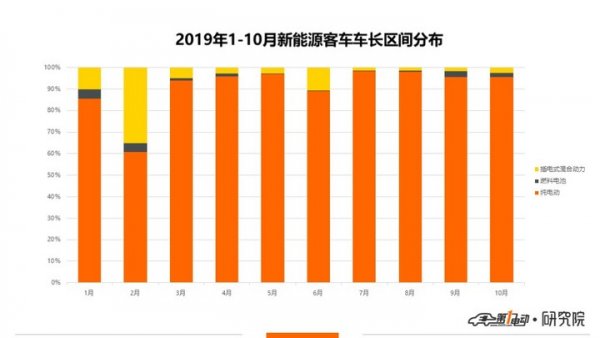 2019年1-10月新能源客车车长区间分布
100%
90%
80%
70%
60%
50%
40%
30%
20%
10%
0%
1月
2月
3月
4月
5月
6月
7月
8月
9月
10月
插电式混合动力
燃料电池
纯电动
第1电动·研究院